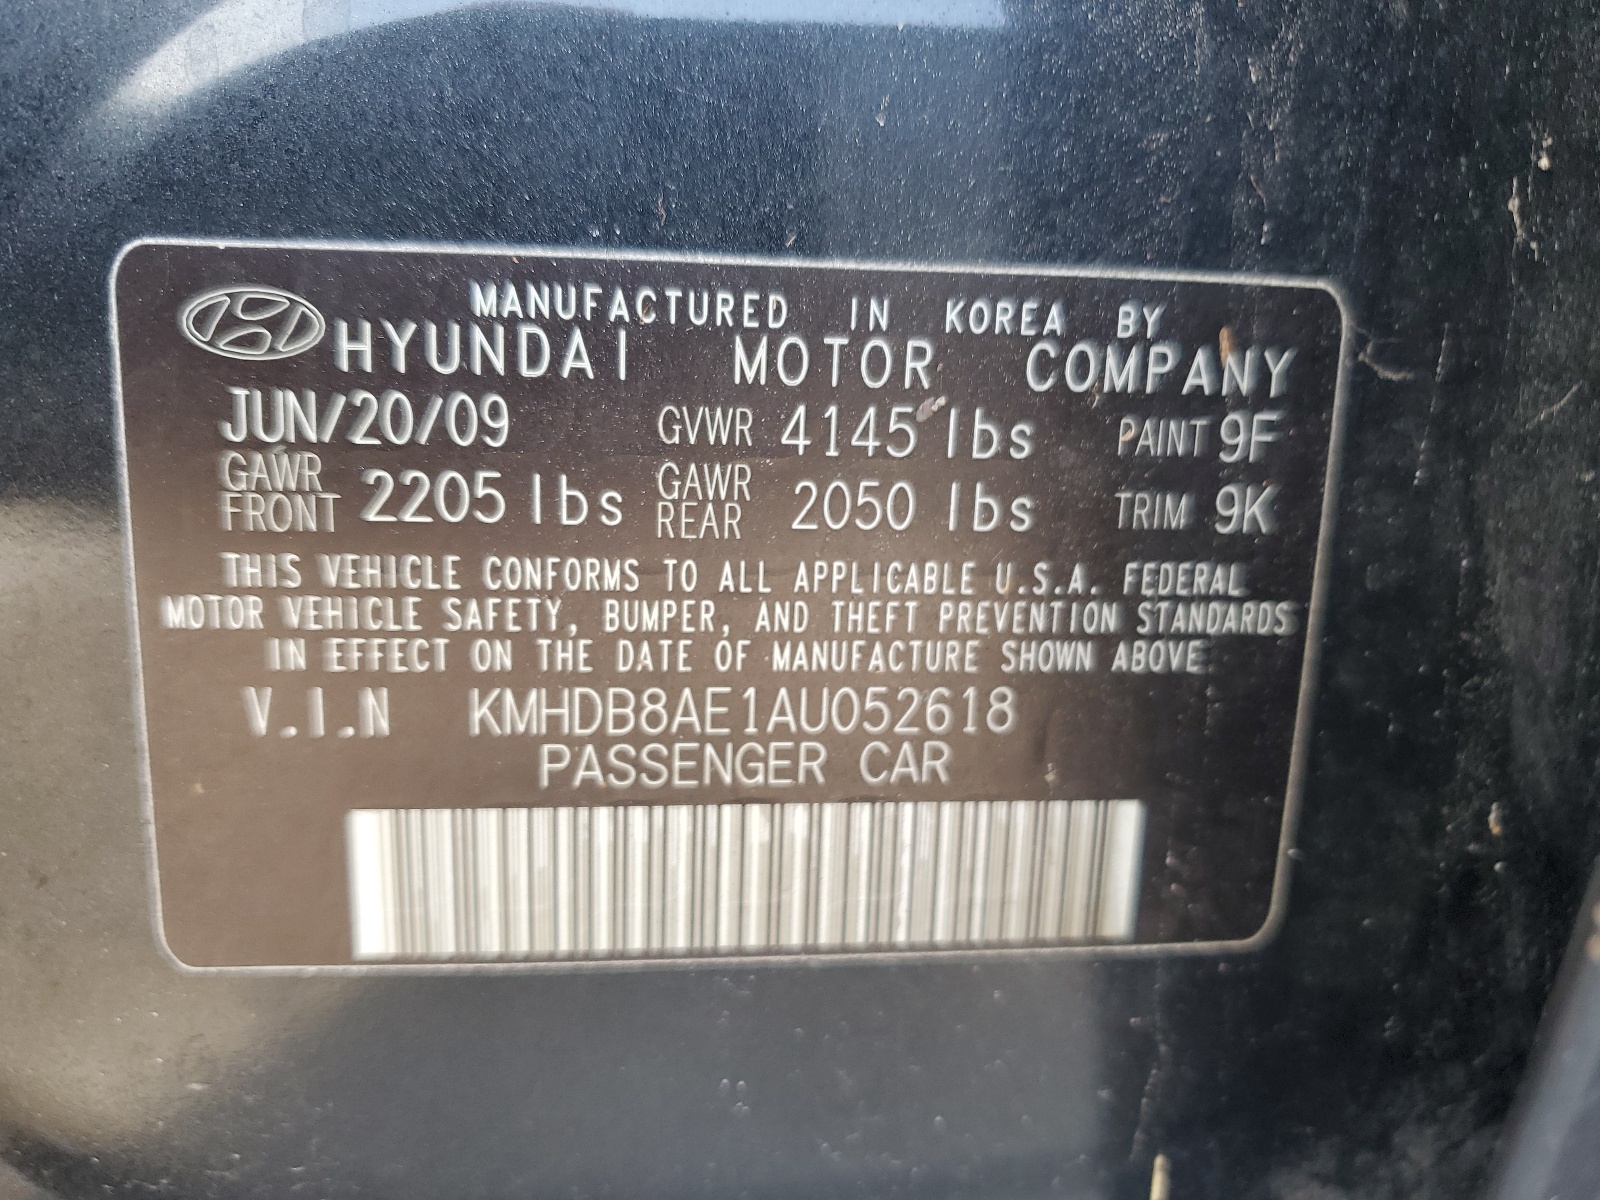 MANUFACTURED IN KOREA BY
HYUNDAI MOTOR COMPANY
JUN/20/09 GVWR 4145 lbs PAINT 9F
GAWR FRONT 2205 lbs GAWR REAR 2050 lbs TRIM 9K
THIS VEHICLE CONFORMS TO ALL APPLICABLE U.S.A. FEDERAL
MOTOR VEHICLE SAFETY, BUMPER, AND THEFT PREVENTION STANDARDS
IN EFFECT ON THE DATE OF MANUFACTURE SHOWN ABOVE
V.I.N KMHDB8AE1AU052618
PASSENGER CAR